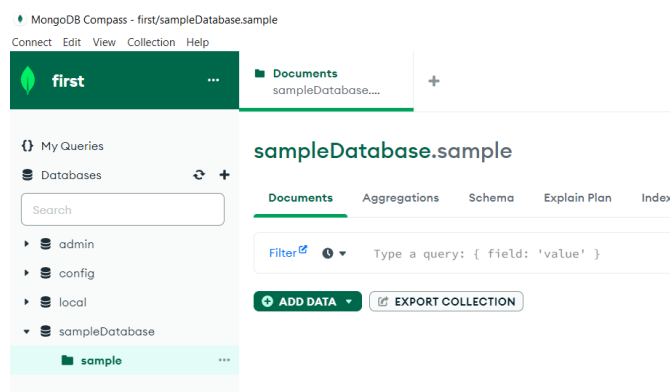 MongoDB Compass - first/sampleDatabase.sample
Connect Edit View Collection Help
first
...
Documents
sampleDatabase....
+
{} My Queries
Databases
+
Search
admin
config
local
sampleDatabase
sample
...
sampleDatabase.sample
Documents Aggregations Schema Explain Plan Index
Filter Type a query: { field: 'value' }
ADD DATA EXPORT COLLECTION